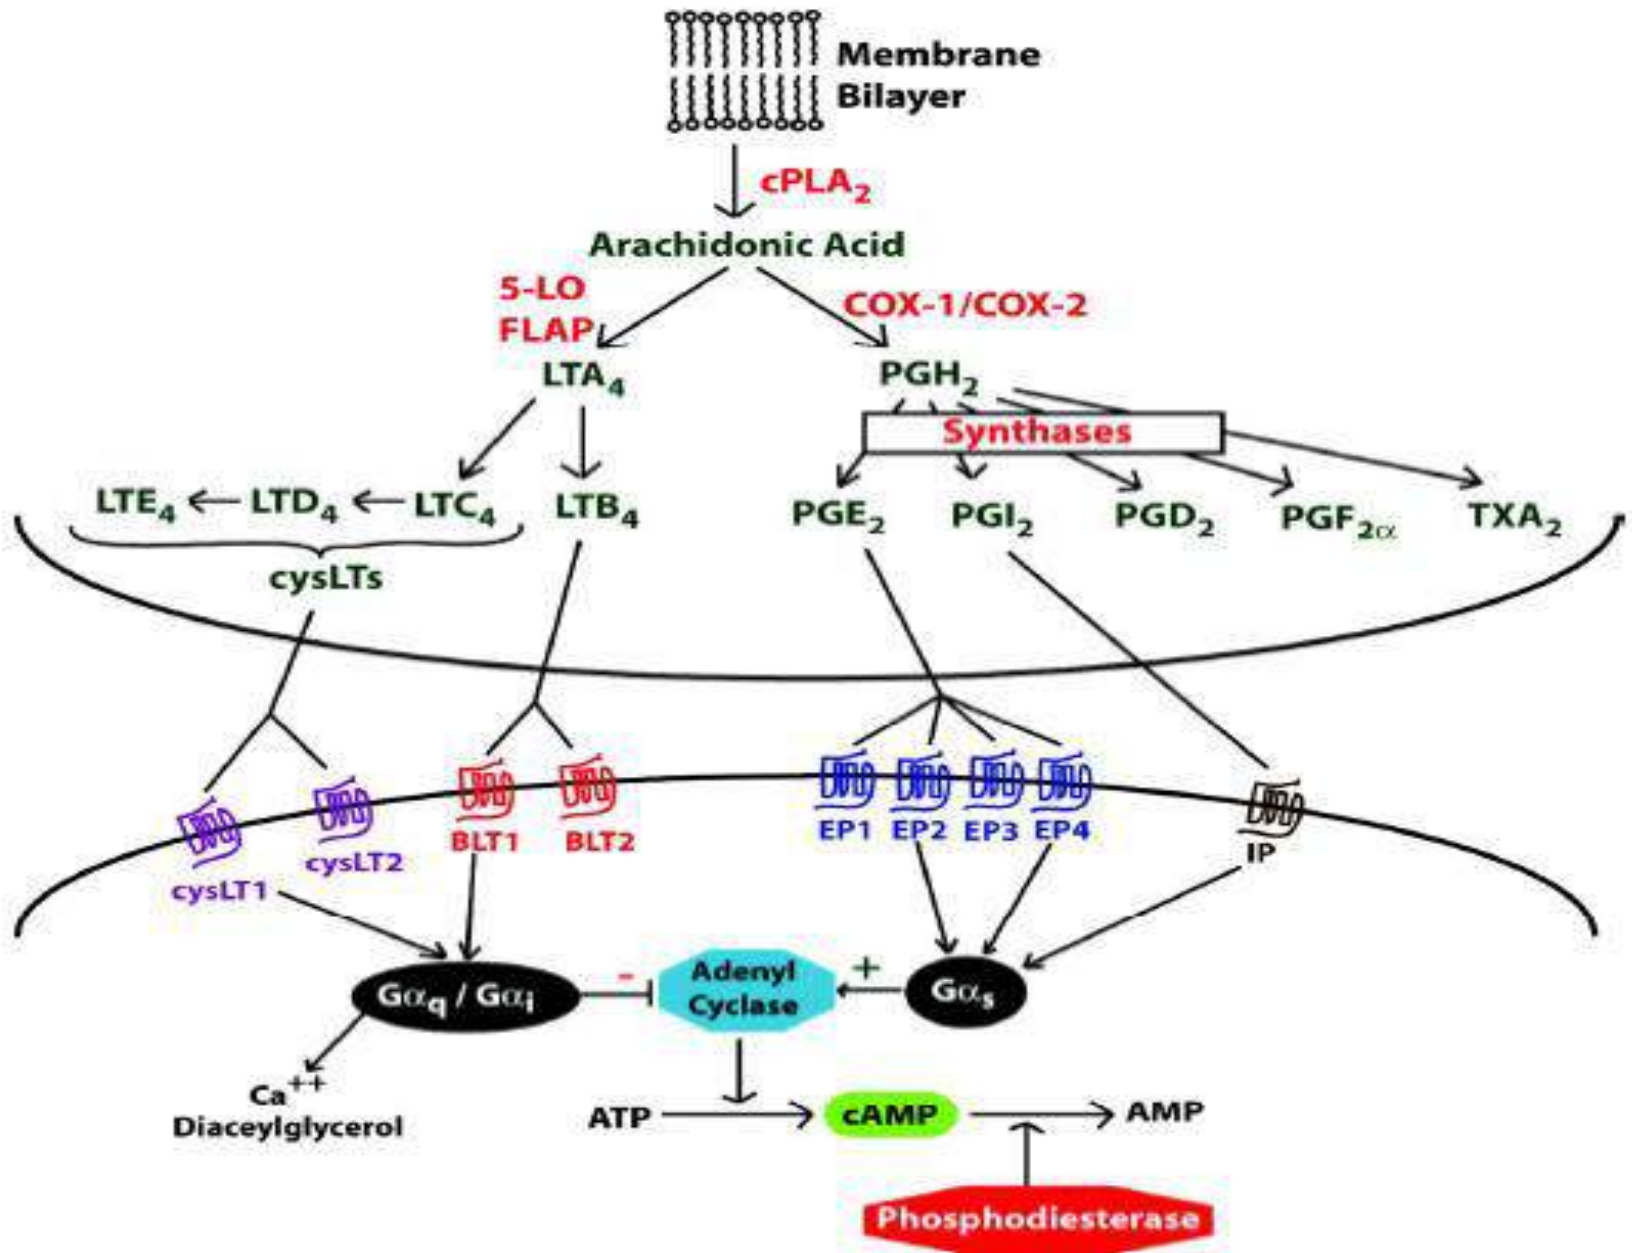 Membrane
Bilayer
cPLA₂
Arachidonic Acid
5-LO
FLAP
COX-1/COX-2
LTA₄
PGH₂
Synthases
LTE₄
LTD₄
LTC₄
LTB₄
PGE₂
PGI₂
PGD₂
PGF₂α
TXA₂
cysLTs
EP1
EP2
EP3
EP4
BLT1
BLT2
cysLT2
cysLT1
IP
Gαq / Gαi
-
Adenyl
Cyclase
+
Gαs
Ca⁺⁺
Diaceylglycerol
ATP
cAMP
AMP
Phosphodiesterase